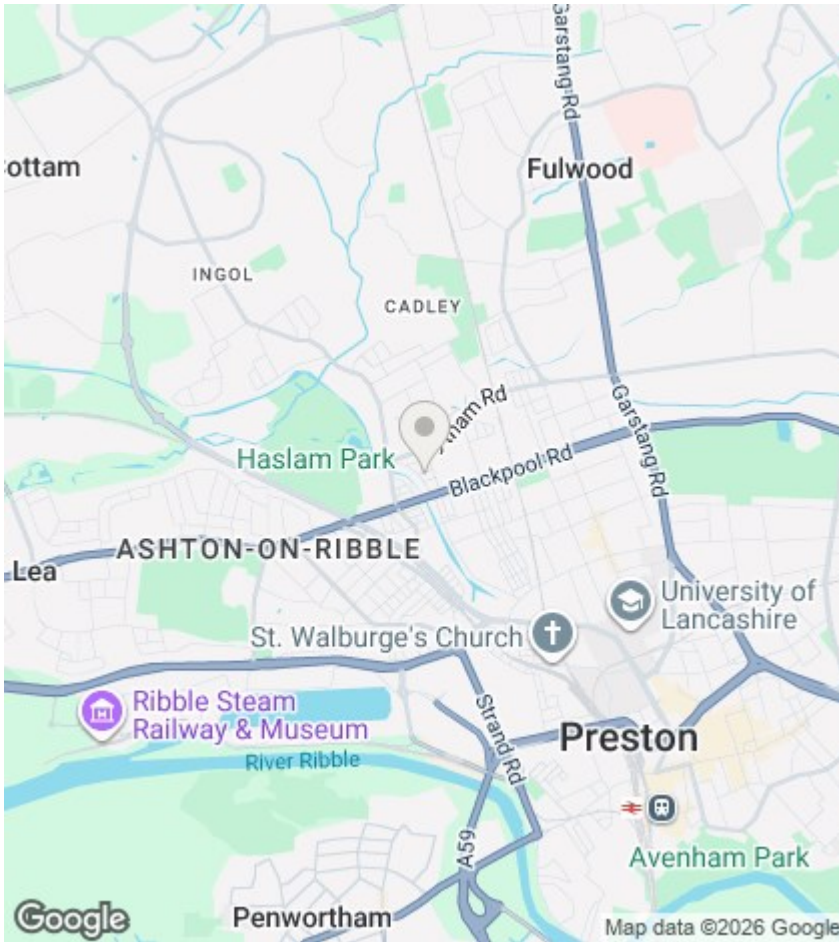 Garstang Rd
ottam
Fulwood
INGOL
CADLEY
Garstang Rd
ham Rd
Haslam Park
Blackpool Rd
ASHTON-ON-RIBBLE
Lea
University of
Lancashire
St. Walburge's Church
Ribble Steam
Railway & Museum
Strand Rd
Preston
River Ribble
A59
Avenham Park
Penwortham
Google
Map data ©2026 Google